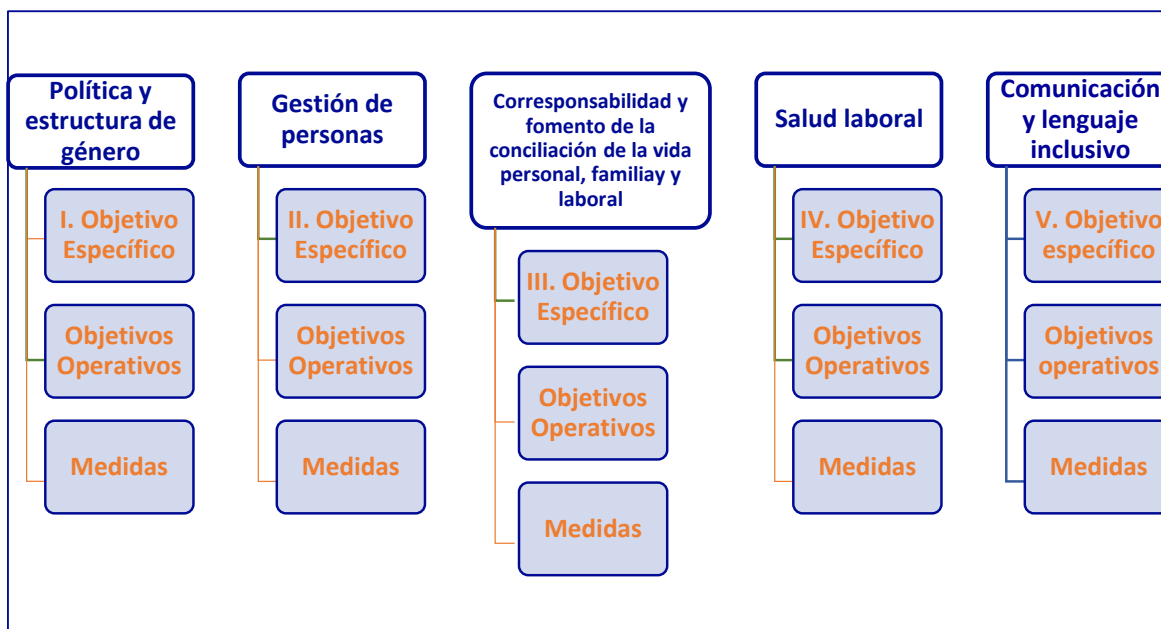 Política y
estructura de
género
I. Objetivo
Específico
Objetivos
Operativos
Medidas
Gestión de
personas
II. Objetivo
Específico
Objetivos
Operativos
Medidas
Corresponsabilidad y
fomento de la
conciliación de la vida
personal, familiay y
laboral
III. Objetivo
Específico
Objetivos
Operativos
Medidas
Salud laboral
IV. Objetivo
Específico
Objetivos
Operativos
Medidas
Comunicación
y lenguaje
inclusivo
V. Objetivo
específico
Objetivos
operativos
Medidas